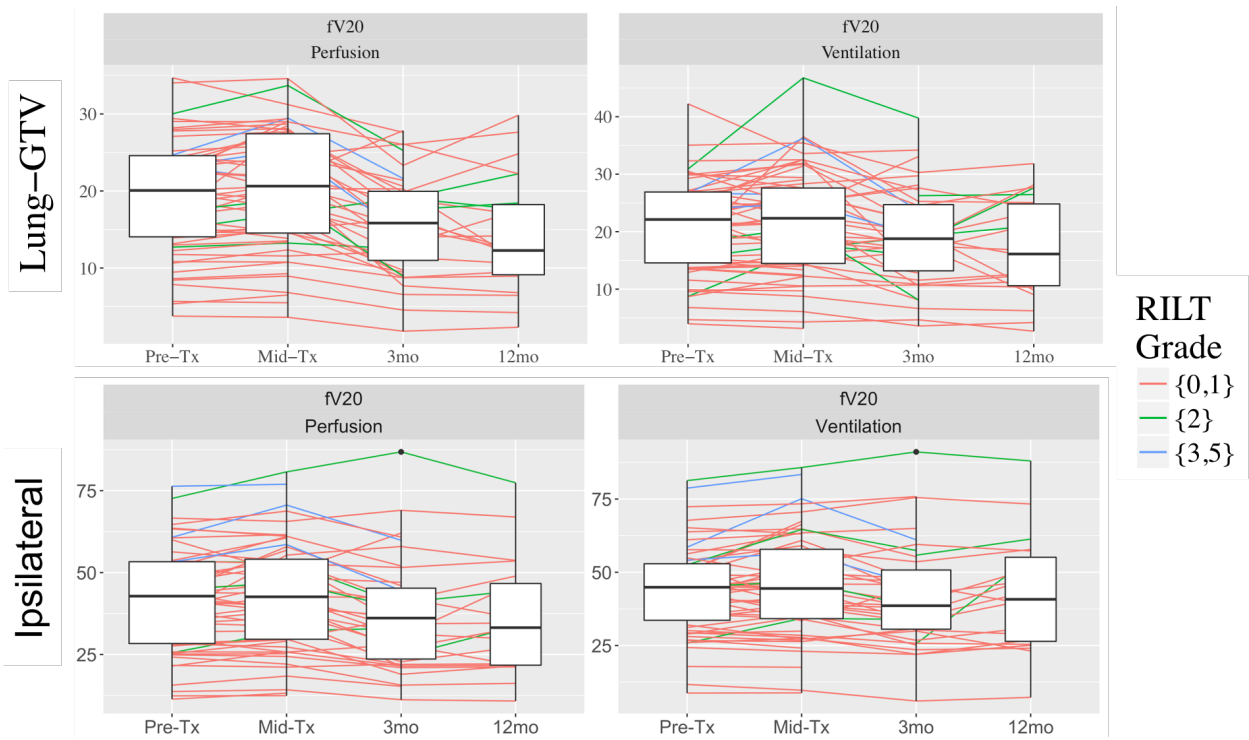 fV20
Perfusion
fV20
Ventilation
Lung–GTV
30
20
10
40
30
20
10
Pre–Tx
Mid–Tx
3mo
12mo
Pre–Tx
Mid–Tx
3mo
12mo
RILT
Grade
{0,1}
{2}
{3,5}
fV20
Perfusion
fV20
Ventilation
Ipsilateral
75
50
25
75
50
25
Pre-Tx
Mid-Tx
3mo
12mo
Pre-Tx
Mid-Tx
3mo
12mo